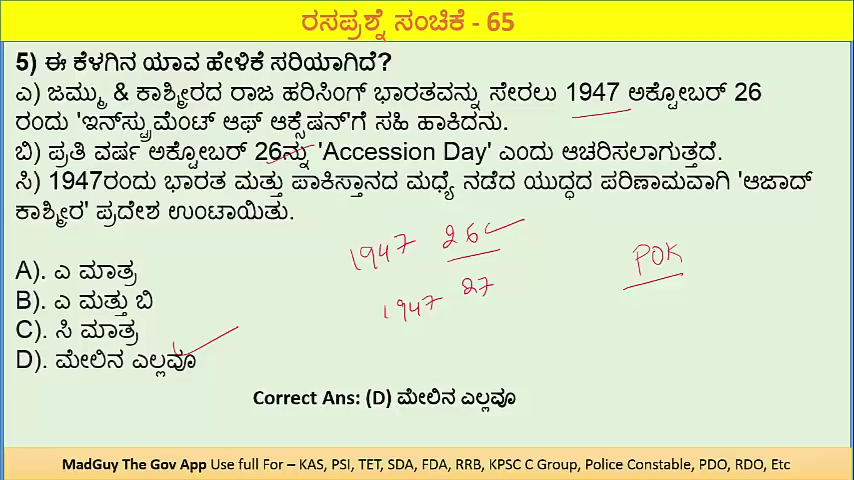 ರಸಪ್ರಶ್ನೆ ಸಂಚಿಕೆ - 65
5) ಈ ಕೆಳಗಿನ ಯಾವ ಹೇಳಿಕೆ ಸರಿಯಾಗಿದೆ?
ಎ) ಜಮ್ಮು & ಕಾಶ್ಮೀರದ ರಾಜ ಹರಿಸಿಂಗ್ ಭಾರತವನ್ನು ಸೇರಲು 1947 ಅಕ್ಟೋಬರ್ 26
ರಂದು 'ಇನ್‌ಸ್ಟ್ರುಮೆಂಟ್ ಆಫ್ ಆಕ್ಸೆಷನ್'ಗೆ ಸಹಿ ಹಾಕಿದನು.
ಬಿ) ಪ್ರತಿ ವರ್ಷ ಅಕ್ಟೋಬರ್ 26ನ್ನು 'Accession Day' ಎಂದು ಆಚರಿಸಲಾಗುತ್ತದೆ.
ಸಿ) 1947ರಂದು ಭಾರತ ಮತ್ತು ಪಾಕಿಸ್ತಾನದ ಮಧ್ಯೆ ನಡೆದ ಯುದ್ಧದ ಪರಿಣಾಮವಾಗಿ 'ಆಜಾದ್
ಕಾಶ್ಮೀರ' ಪ್ರದೇಶ ಉಂಟಾಯಿತು.
1947 26
POK
A). ಎ ಮಾತ್ರ
B). ಎ ಮತ್ತು ಬಿ
1947 27
C). ಸಿ ಮಾತ್ರ
D). ಮೇಲಿನ ಎಲ್ಲವೂ
Correct Ans: (D) ಮೇಲಿನ ಎಲ್ಲವೂ
MadGuy The Gov App Use full For – KAS, PSI, TET, SDA, FDA, RRB, KPSC C Group, Police Constable, PDO, RDO, Etc